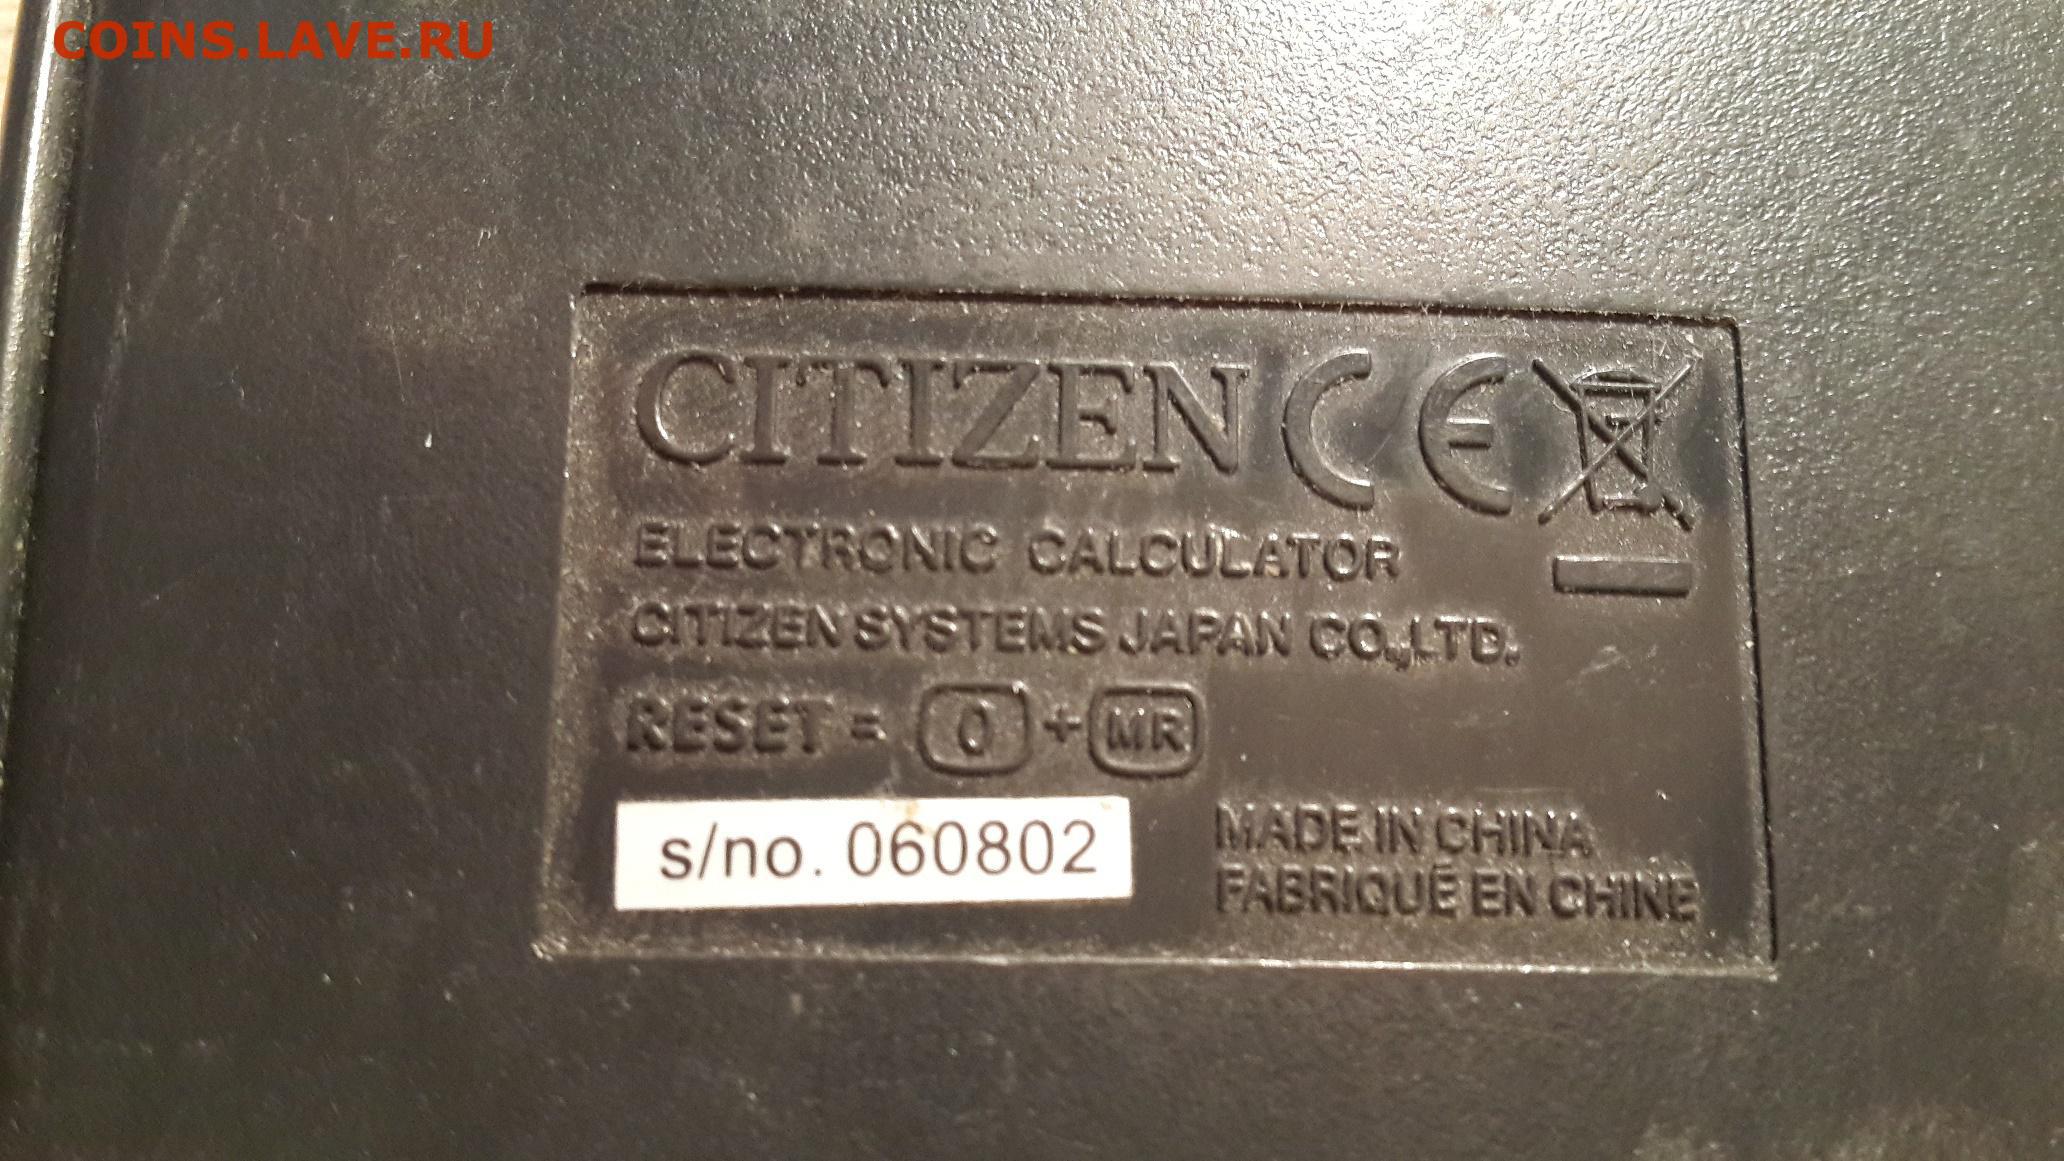 COINS.LAVE.RU
CITIZEN CE
ELECTRONIC CALCULATOR
CITIZEN SYSTEMS JAPAN CO.,LTD.
RESET = 0 + MR
s/no. 060802
MADE IN CHINA
FABRIQUÉ EN CHINE